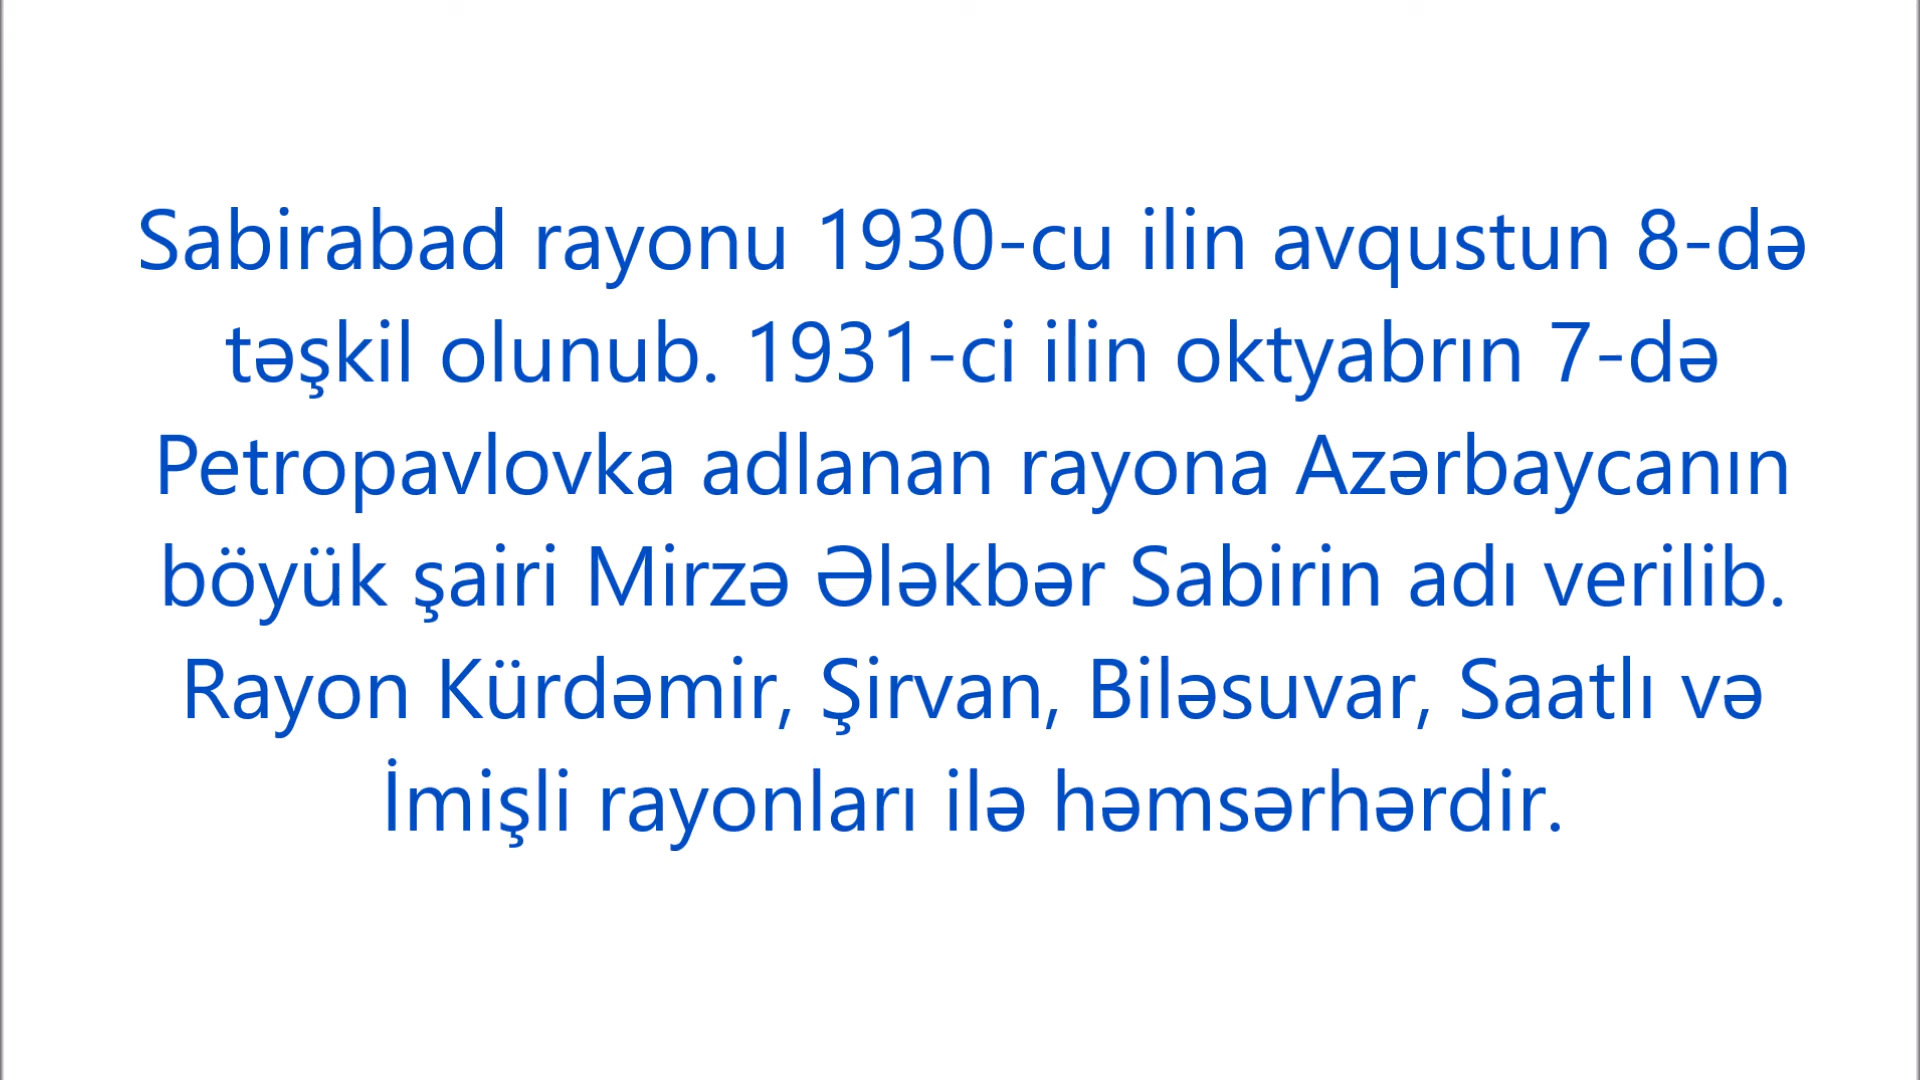 Sabirabad rayonu 1930-cu ilin avqustun 8-də
təşkil olunub. 1931-ci ilin oktyabrın 7-də
Petropavlovka adlanan rayona Azərbaycanın
böyük şairi Mirzə Ələkbər Sabirin adı verilib.
Rayon Kürdəmir, Şirvan, Biləsuvar, Saatlı və
İmişli rayonları ilə həmsərhərdir.